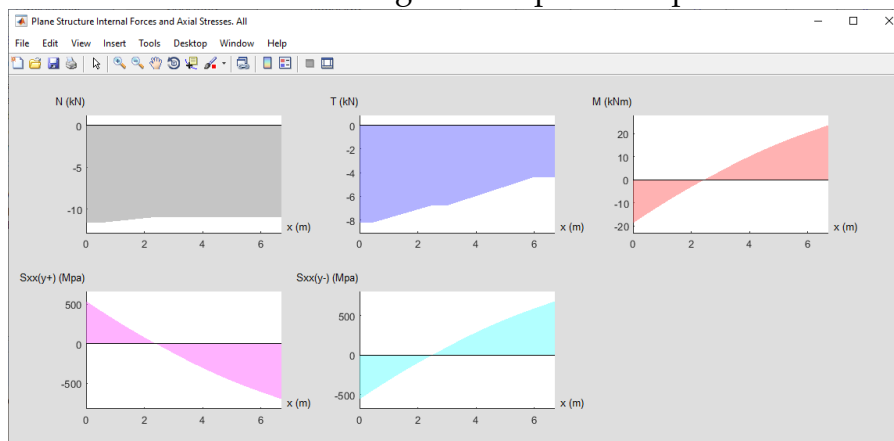 Plane Structure Internal Forces and Axial Stresses. All
File Edit View Insert Tools Desktop Window Help
N (kN)
0
-5
-10
0 2 4 6
x (m)
T (kN)
0
-2
-4
-6
-8
0 2 4 6
x (m)
M (kNm)
20
10
0
-10
-20
0 2 4 6
x (m)
Sxx(y+) (Mpa)
500
0
-500
0 2 4 6
x (m)
Sxx(y-) (Mpa)
500
0
-500
0 2 4 6
x (m)